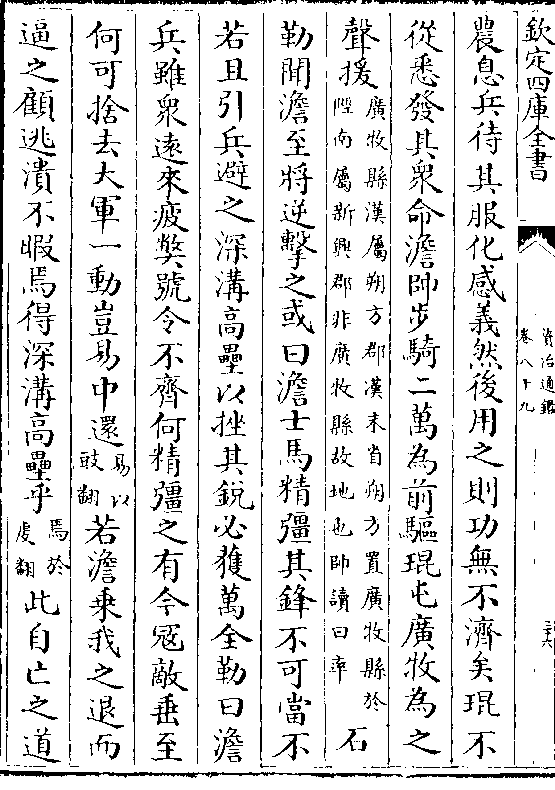 欽定四庫全書
資治通鑑
卷八十九
農息兵待其服化感義然後用之則功無不濟矣琨不
從悉發其衆命澹帥步騎二萬為前驅琨屯廣牧為之
聲援廣牧縣漢屬朔方郡漢末省朔方置廣牧縣於
陘南屬新興郡非廣牧縣故地也帥讀曰率石
勒聞澹至將逆擊之或曰澹士馬精彊其鋒不可當不
若且引兵避之深溝高壘以挫其銳必獲萬全勒曰澹
兵雖衆遠來疲弊號令不齊何精彊之有今寇敵垂至
何可捨去大軍一動豈易中還易以
豉翻若澹乗我之退而
逼之顧逃潰不暇焉得深溝高壘乎焉於
䖍翻此自亡之道